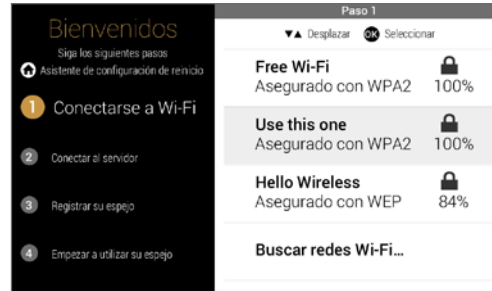 Bienvenidos
Siga los siguientes pasos
Asistente de configuración de reinicio
1 Conectarse a Wi-Fi
2 Conectar al servidor
3 Registrar su espejo
4 Empezar a utilizar su espejo
Paso 1
▼▲ Desplazar OK Seleccionar
Free Wi-Fi
Asegurado con WPA2 100%
Use this one
Asegurado con WPA2 100%
Hello Wireless
Asegurado con WEP 84%
Buscar redes Wi-Fi...